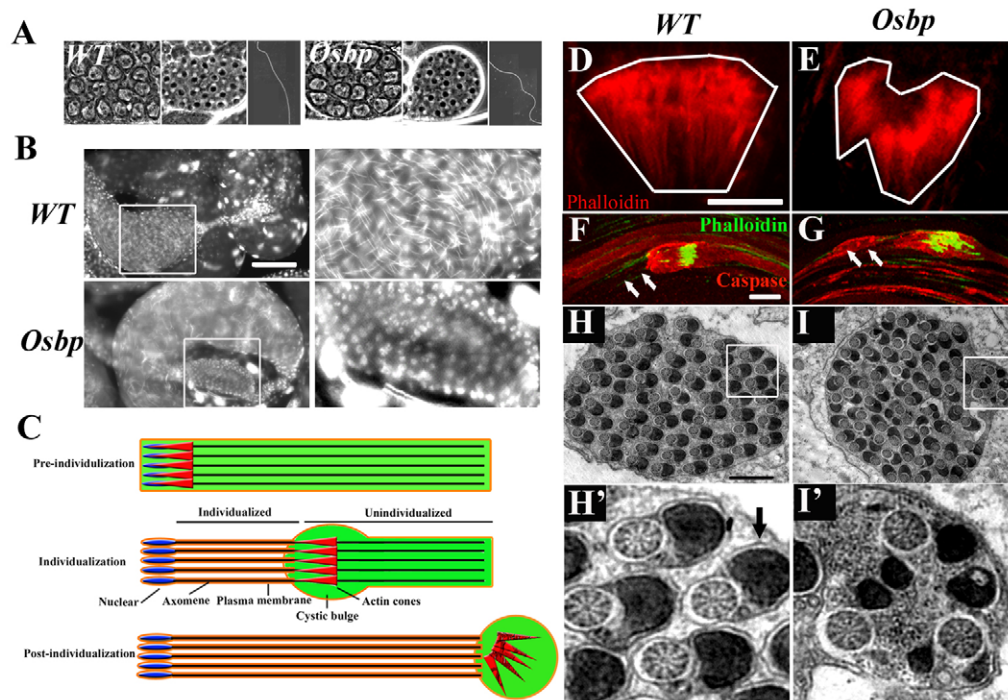 A
WT
Osbp
B
WT
Osbp
C
Pre-individulization
Individualized
Unindividualized
Individualization
Nuclear
Axomene
Plasma membrane
Cystic bulge
Actin cones
Post-individualization
WT
Osbp
D
E
Phalloidin
F
Phalloidin
Caspase
G
H
I
H'
I'